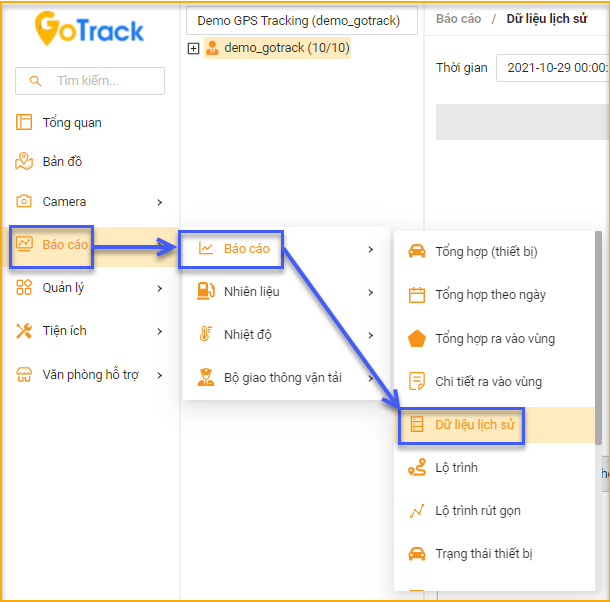 GoTrack
Tìm kiếm...
Tổng quan
Bản đồ
Camera
Báo cáo
Quản lý
Tiện ích
Văn phòng hỗ trợ
Demo GPS Tracking (demo_gotrack)
demo_gotrack (10/10)
Báo cáo
Nhiên liệu
Nhiệt độ
Bộ giao thông vận tải
Báo cáo / Dữ liệu lịch sử
Thời gian 2021-10-29 00:00:
Tổng hợp (thiết bị)
Tổng hợp theo ngày
Tổng hợp ra vào vùng
Chi tiết ra vào vùng
Dữ liệu lịch sử
Lộ trình
Lộ trình rút gọn
Trạng thái thiết bị